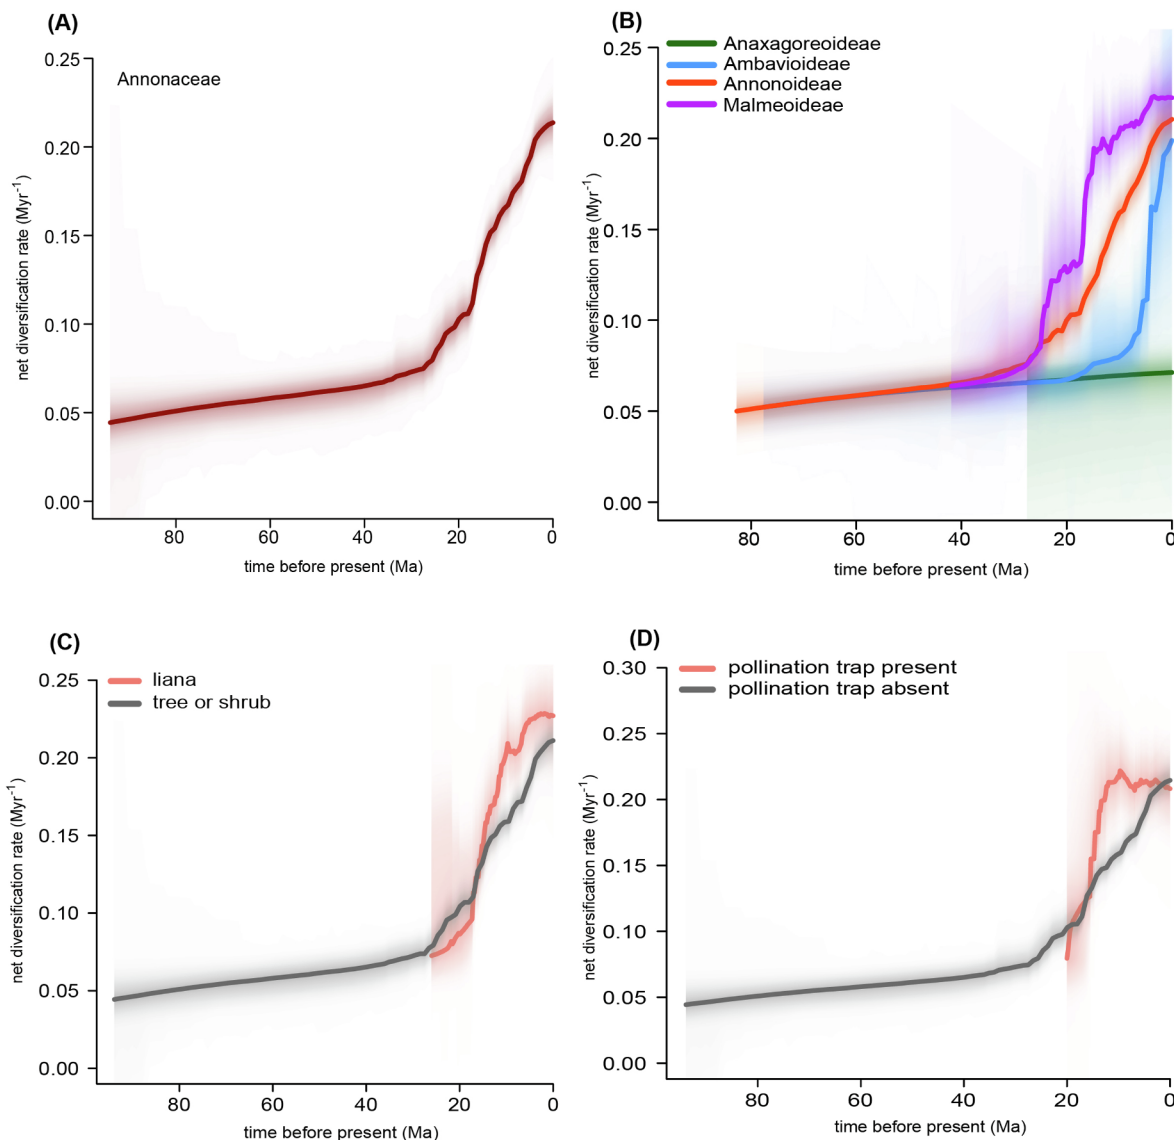 (A)
Annonaceae
net diversification rate (Myr⁻¹)
0.25
0.20
0.15
0.10
0.05
0.00
80
60
40
20
0
time before present (Ma)
(B)
Anaxagoreoideae
Ambavioideae
Annonoideae
Malmeoideae
net diversification rate (Myr⁻¹)
0.25
0.20
0.15
0.10
0.05
0.00
80
60
40
20
0
time before present (Ma)
(C)
liana
tree or shrub
net diversification rate (Myr⁻¹)
0.25
0.20
0.15
0.10
0.05
0.00
80
60
40
20
0
time before present (Ma)
(D)
pollination trap present
pollination trap absent
net diversification rate (Myr⁻¹)
0.30
0.25
0.20
0.15
0.10
0.05
0.00
80
60
40
20
0
time before present (Ma)